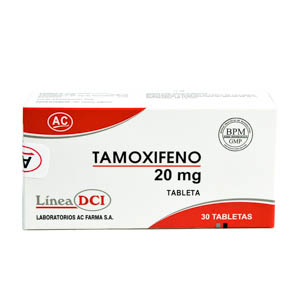 AC
BPM
GMP
TAMOXIFENO
20 mg
TABLETA
Línea DCI
LABORATORIOS AC FARMA S.A.
30 TABLETAS